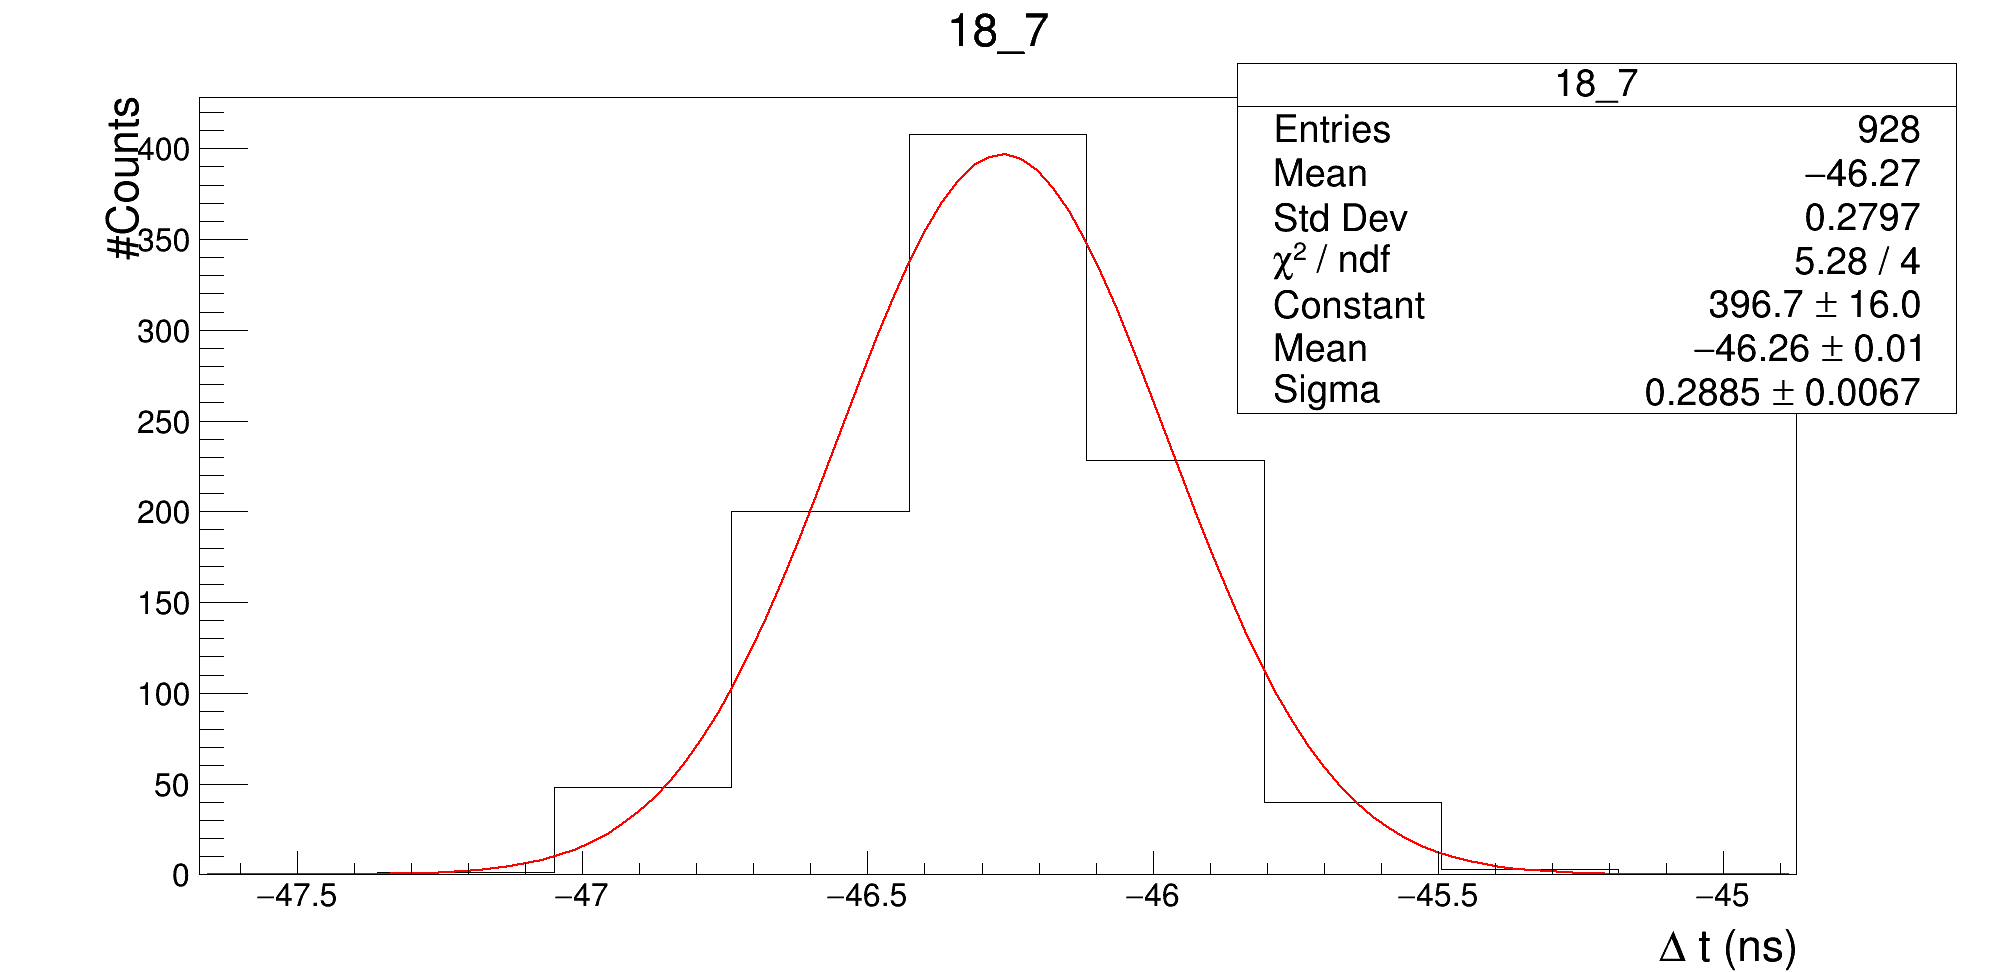 18_7
18_7
Entries 928
Mean −46.27
Std Dev 0.2797
χ² / ndf 5.28 / 4
Constant 396.7 ± 16.0
Mean −46.26 ± 0.01
Sigma 0.2885 ± 0.0067
#Counts
400
350
300
250
200
150
100
50
0
−47.5 −47 −46.5 −46 −45.5 −45
Δ t (ns)